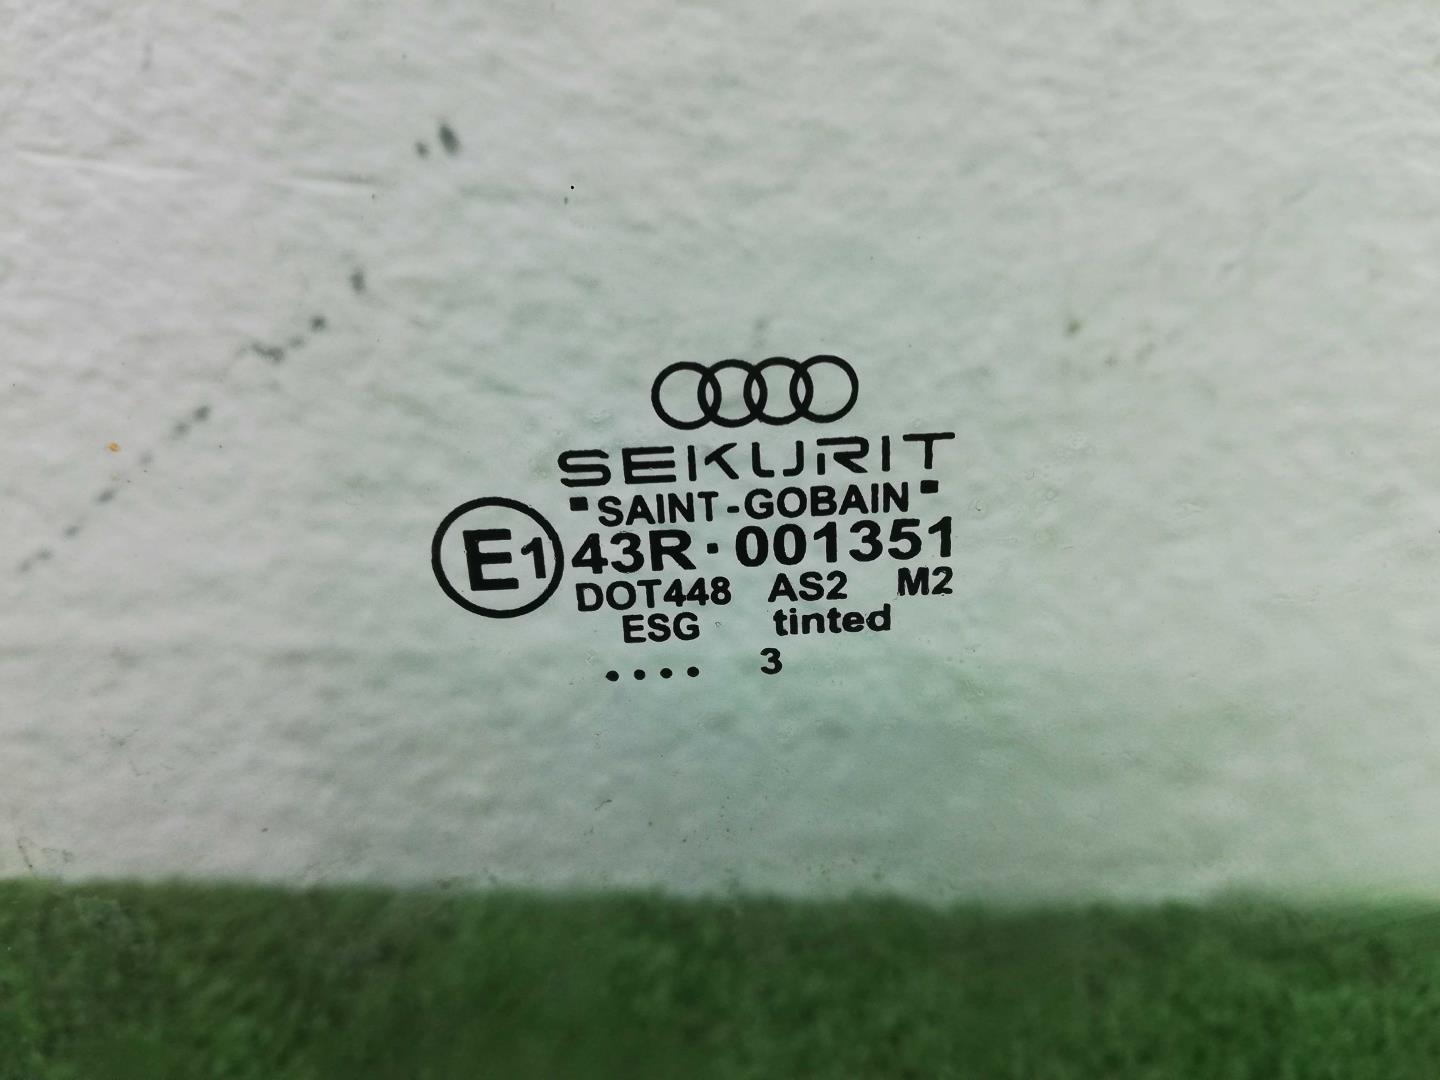 SEKURIT
"SAINT-GOBAIN"
E1 43R·001351
DOT448 AS2 M2
ESG tinted
.... 3